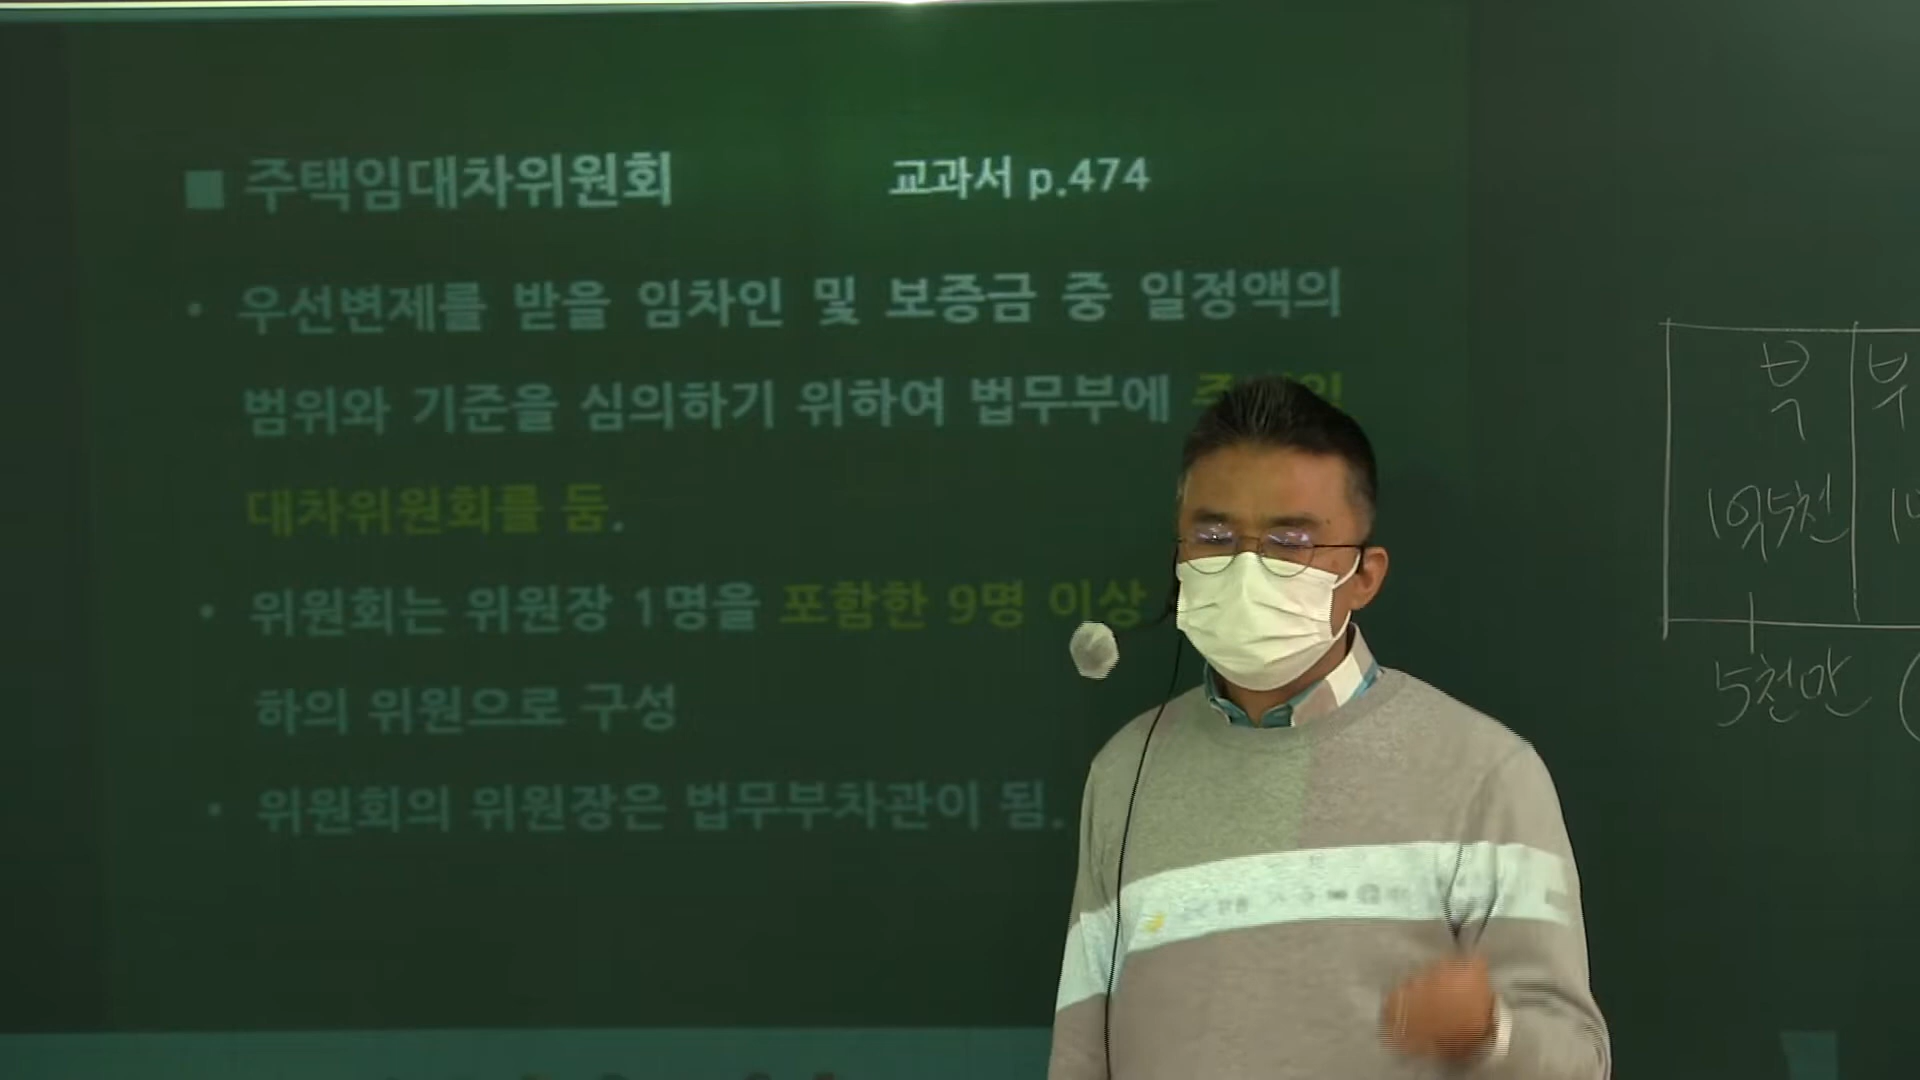 ■ 주택임대차위원회 교과서 p.474
• 우선변제를 받을 임차인 및 보증금 중 일정액의
범위와 기준을 심의하기 위하여 법무부에
대차위원회를 둠.
• 위원회는 위원장 1명을 포함한 9명 이상
하의 위원으로 구성
• 위원회의 위원장은 법무부차관이 됨.
1억5천
5천만